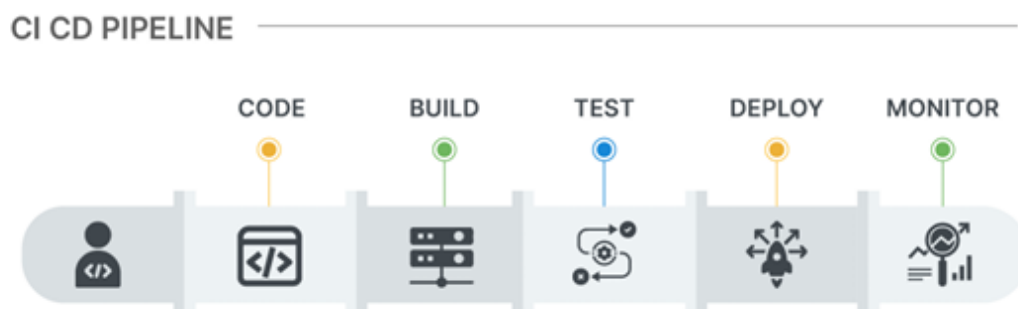 CI CD PIPELINE
CODE BUILD TEST DEPLOY MONITOR
</>
</>